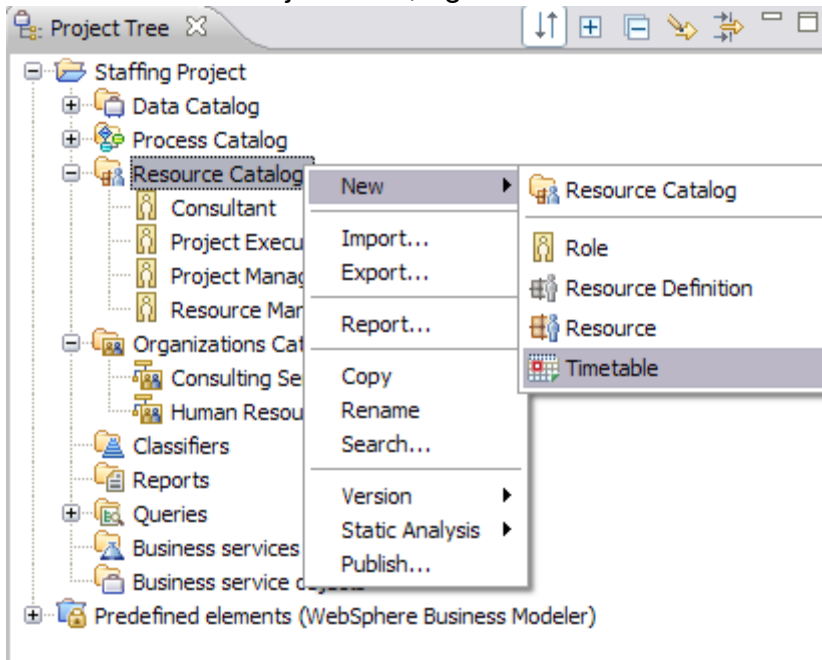 Project Tree
Staffing Project
Data Catalog
Process Catalog
Resource Catalog
Consultant
Project Execu
Project Manag
Resource Mar
Organizations Cat
Consulting Se
Human Resou
Classifiers
Reports
Queries
Business services
Business service objects
Predefined elements (WebSphere Business Modeler)
New
Import...
Export...
Report...
Copy
Rename
Search...
Version
Static Analysis
Publish...
Resource Catalog
Role
Resource Definition
Resource
Timetable